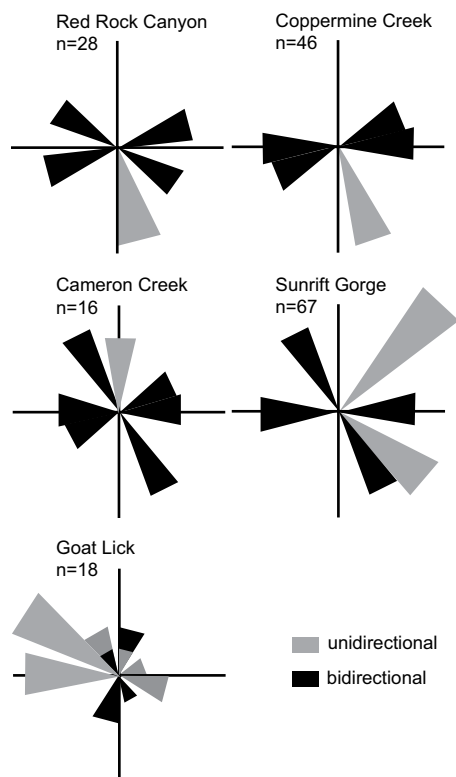 Red Rock Canyon
n=28
Coppermine Creek
n=46
Cameron Creek
n=16
Sunrift Gorge
n=67
Goat Lick
n=18
unidirectional
bidirectional